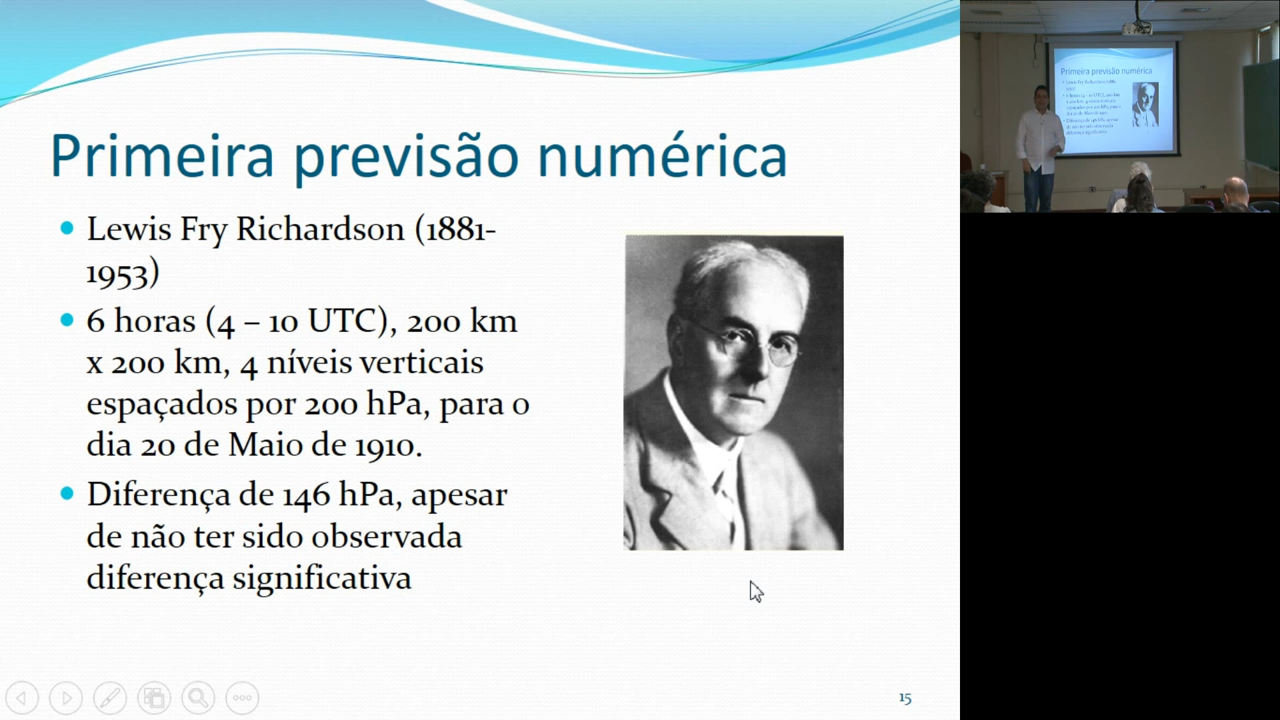 Primeira previsão numérica
Lewis Fry Richardson (1881-
1953)
6 horas (4 – 10 UTC), 200 km
x 200 km, 4 níveis verticais
espaçados por 200 hPa, para o
dia 20 de Maio de 1910.
Diferença de 146 hPa, apesar
de não ter sido observada
diferença significativa
15
Primeira previsão numérica